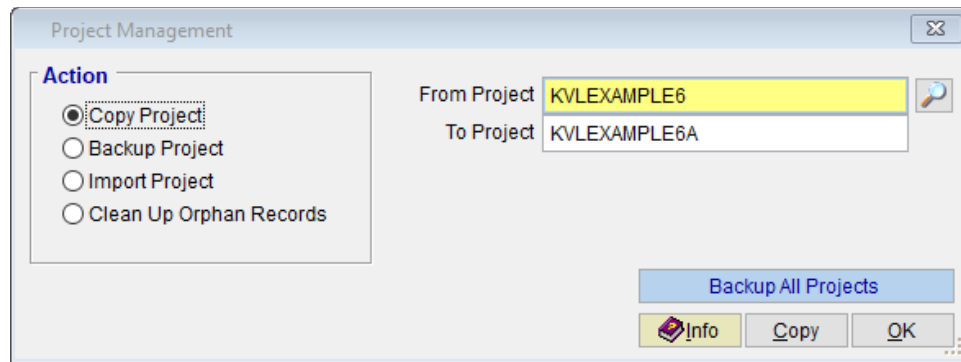 Project Management
Action
Copy Project
Backup Project
Import Project
Clean Up Orphan Records
From Project KVLEXAMPLE6
To Project KVLEXAMPLE6A
Backup All Projects
Info Copy OK